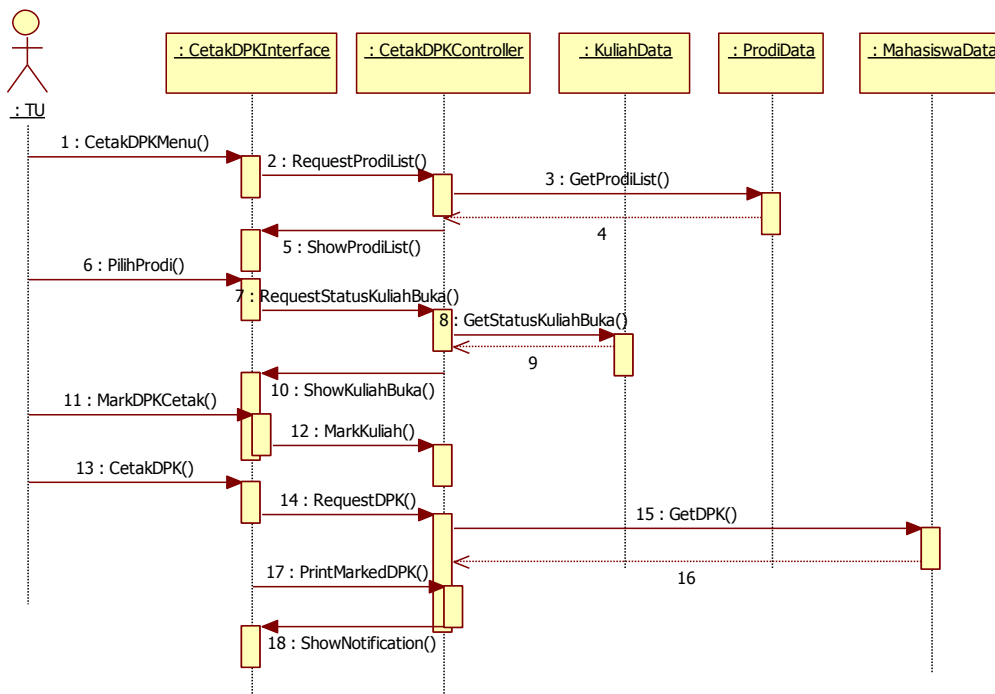 : TU
: CetakDPKInterface
: CetakDPKController
: KuliahData
: ProdiData
: MahasiswaData
1 : CetakDPKMenu()
2 : RequestProdiList()
3 : GetProdiList()
4
5 : ShowProdiList()
6 : PilihProdi()
7 : RequestStatusKuliahBuka()
8 : GetStatusKuliahBuka()
9
10 : ShowKuliahBuka()
11 : MarkDPKCetak()
12 : MarkKuliah()
13 : CetakDPK()
14 : RequestDPK()
15 : GetDPK()
16
17 : PrintMarkedDPK()
18 : ShowNotification()